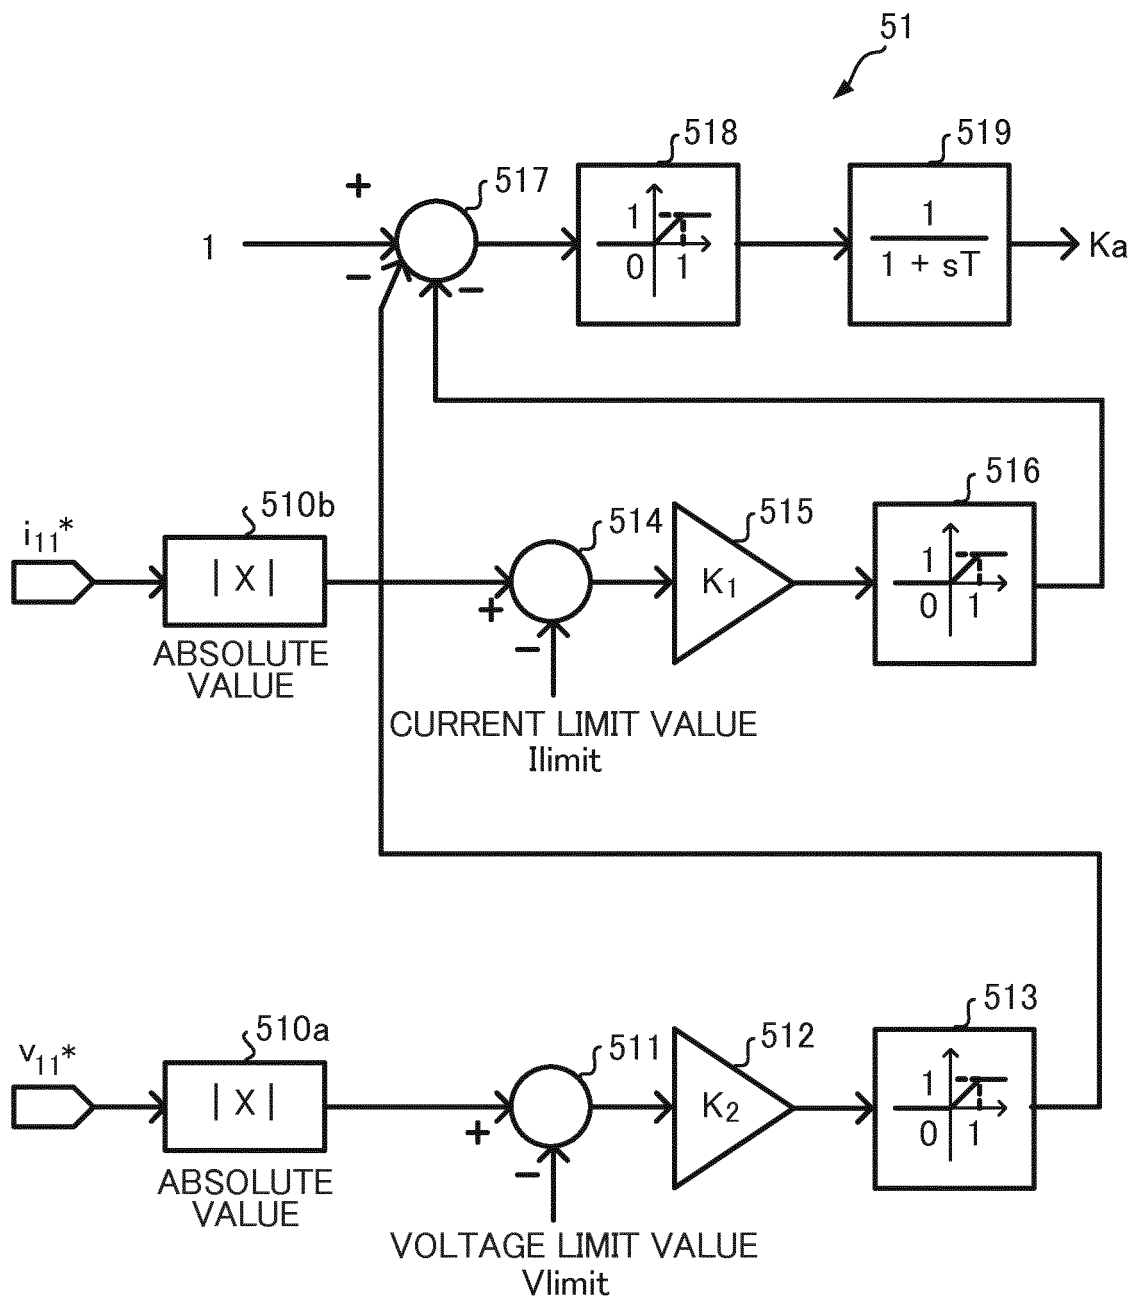 51
518
519
517
+
1
1
0 1
1
1 + sT
Ka
−
−
516
510b
514
515
i11*
| X |
K1
1
0 1
+
−
ABSOLUTE
VALUE
CURRENT LIMIT VALUE
Ilimit
513
510a
511
512
v11*
| X |
K2
1
0 1
+
−
ABSOLUTE
VALUE
VOLTAGE LIMIT VALUE
Vlimit